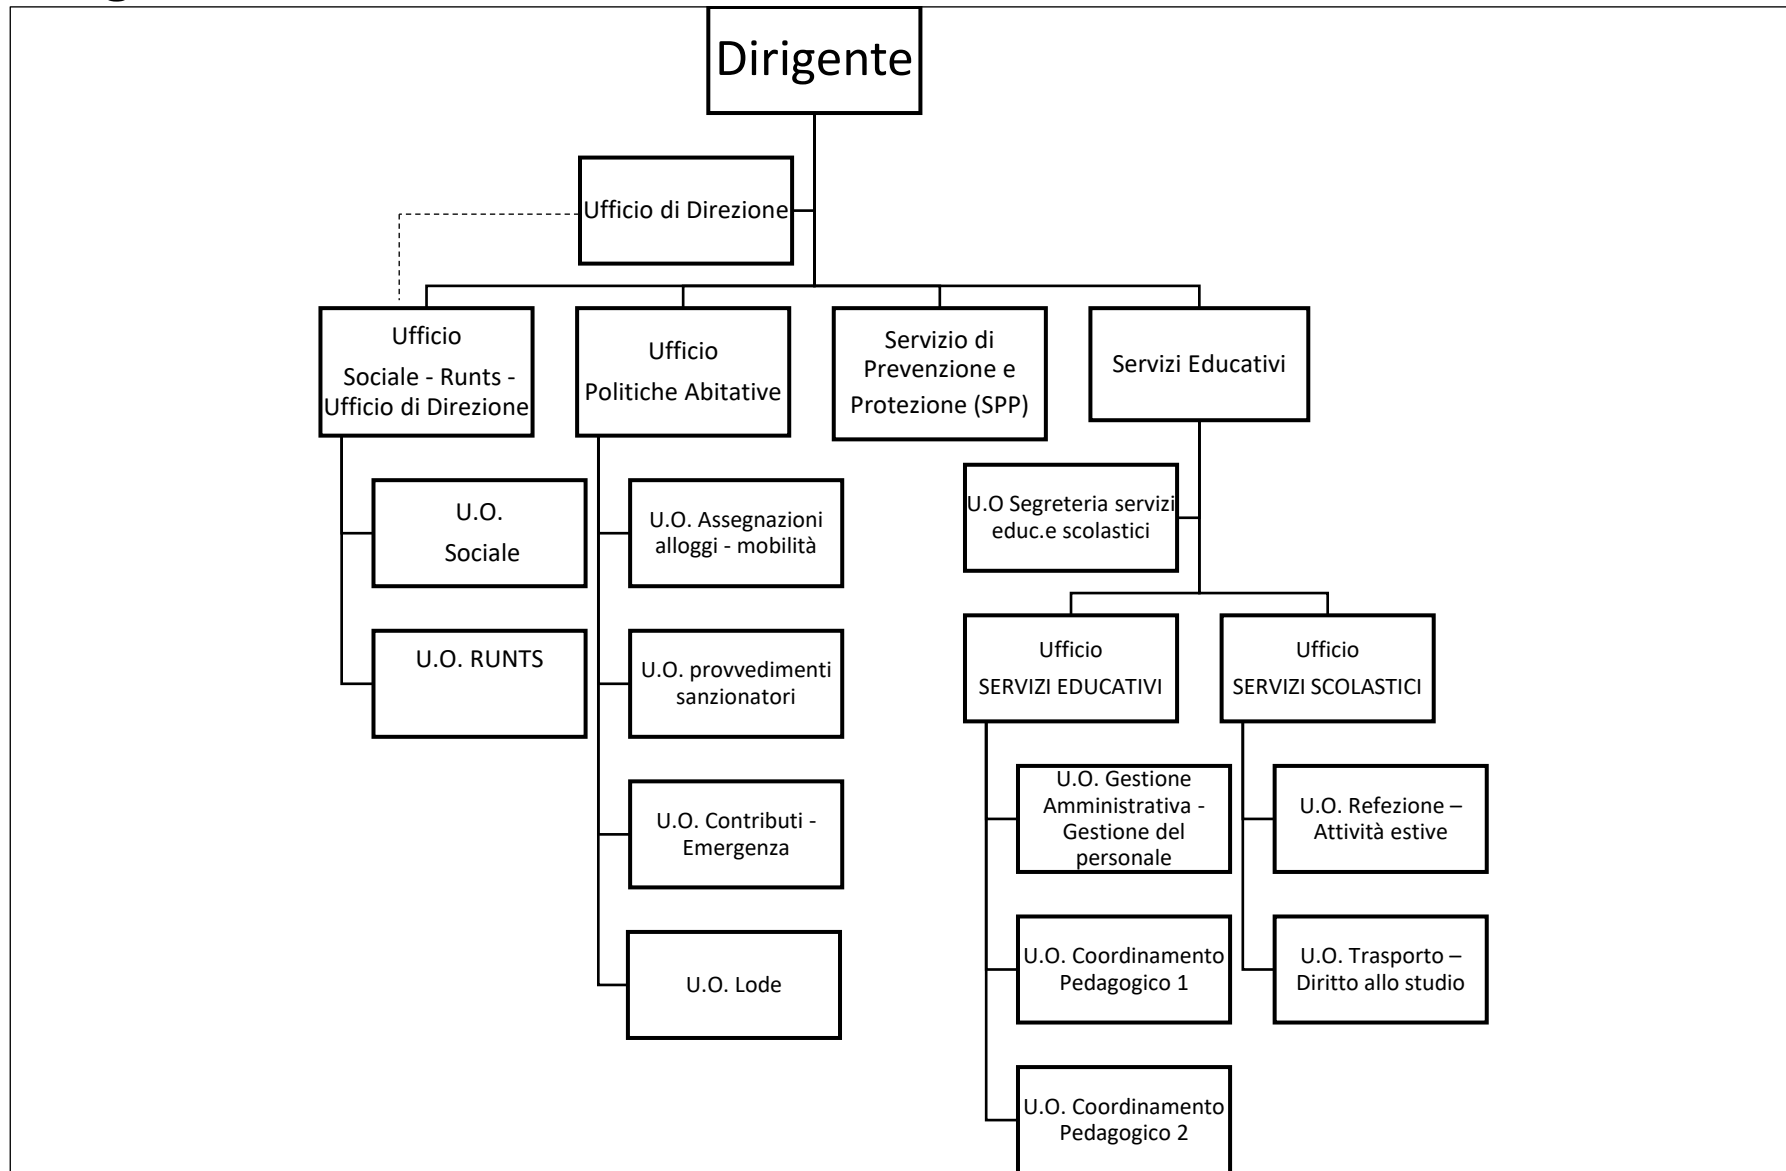 Dirigente
Ufficio di Direzione
Ufficio
Sociale - Runts -
Ufficio di Direzione
Ufficio
Politiche Abitative
Servizio di
Prevenzione e
Protezione (SPP)
Servizi Educativi
U.O.
Sociale
U.O. RUNTS
U.O. Assegnazioni
alloggi - mobilità
U.O. provvedimenti
sanzionatori
U.O. Contributi -
Emergenza
U.O. Lode
U.O Segreteria servizi
educ.e scolastici
Ufficio
SERVIZI EDUCATIVI
U.O. Gestione
Amministrativa -
Gestione del
personale
U.O. Coordinamento
Pedagogico 1
U.O. Coordinamento
Pedagogico 2
Ufficio
SERVIZI SCOLASTICI
U.O. Refezione –
Attività estive
U.O. Trasporto –
Diritto allo studio